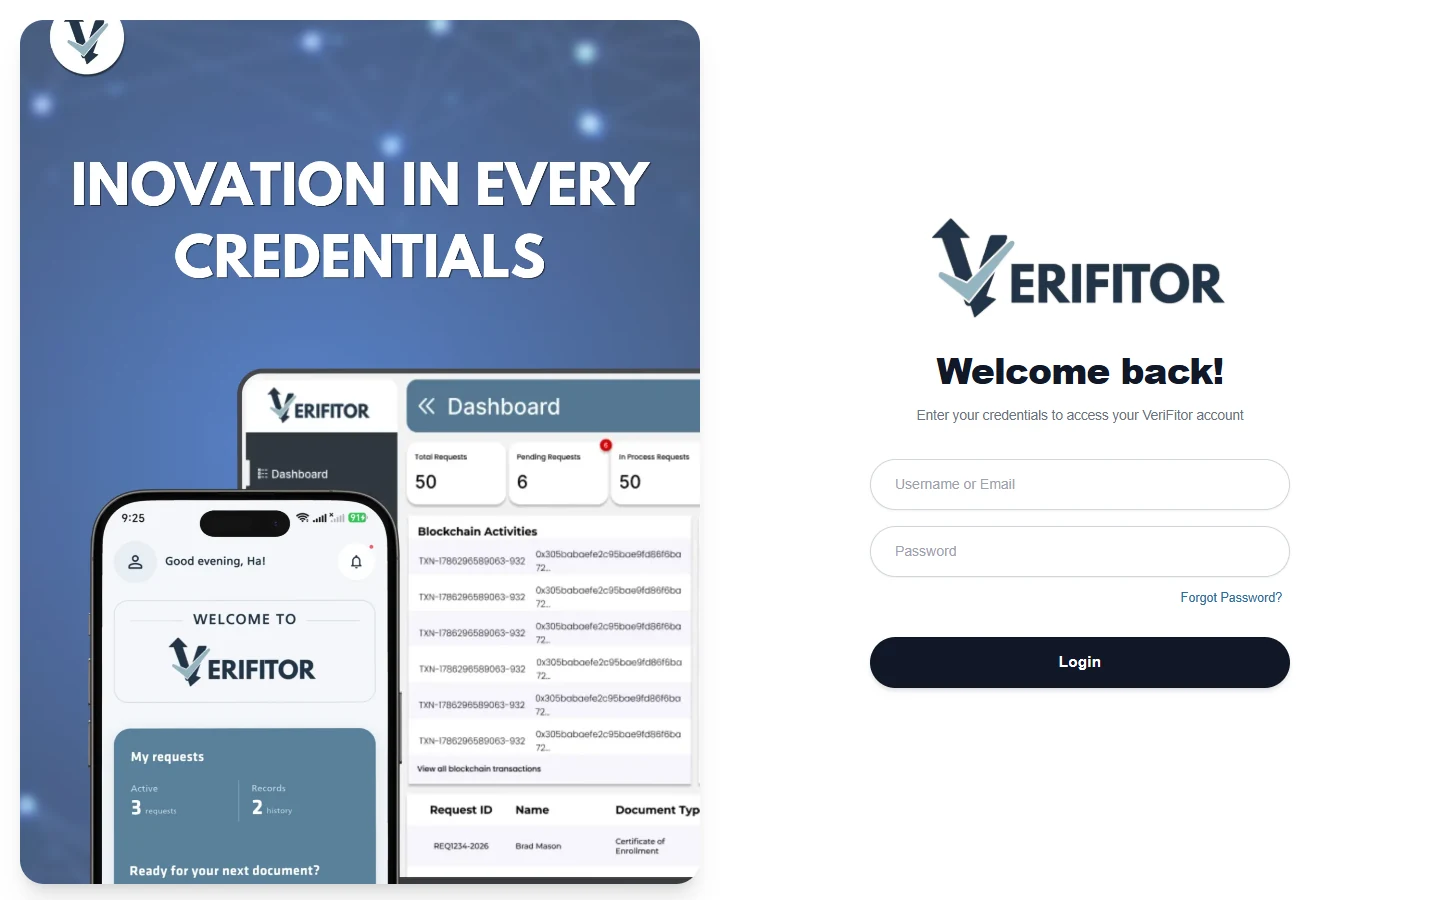 INOVATION IN EVERY
CREDENTIALS
VERIFITOR
Dashboard
Dashboard
Total Requests
50
Pending Requests
6
6
In Process Requests
50
Blockchain Activities
TXN-1786296589063-932 0x305babaefe2c95bae9fd86f6ba
72...
TXN-1786296589063-932 0x305babaefe2c95bae9fd86f6ba
72...
TXN-1786296589063-932 0x305babaefe2c95bae9fd86f6ba
72...
TXN-1786296589063-932 0x305babaefe2c95bae9fd86f6ba
72...
TXN-1786296589063-932 0x305babaefe2c95bae9fd86f6ba
72...
TXN-1786296589063-932 0x305babaefe2c95bae9fd86f6ba
72...
View all blockchain transactions
Request ID Name Document Typ
REQ1234-2026 Brad Mason Certificate of
Enrollment
9:25
91
Good evening, Ha!
WELCOME TO
VERIFITOR
My requests
Active
3 requests
Records
2 history
Ready for your next document?
VERIFITOR
Welcome back!
Enter your credentials to access your VeriFitor account
Username or Email
Password
Forgot Password?
Login